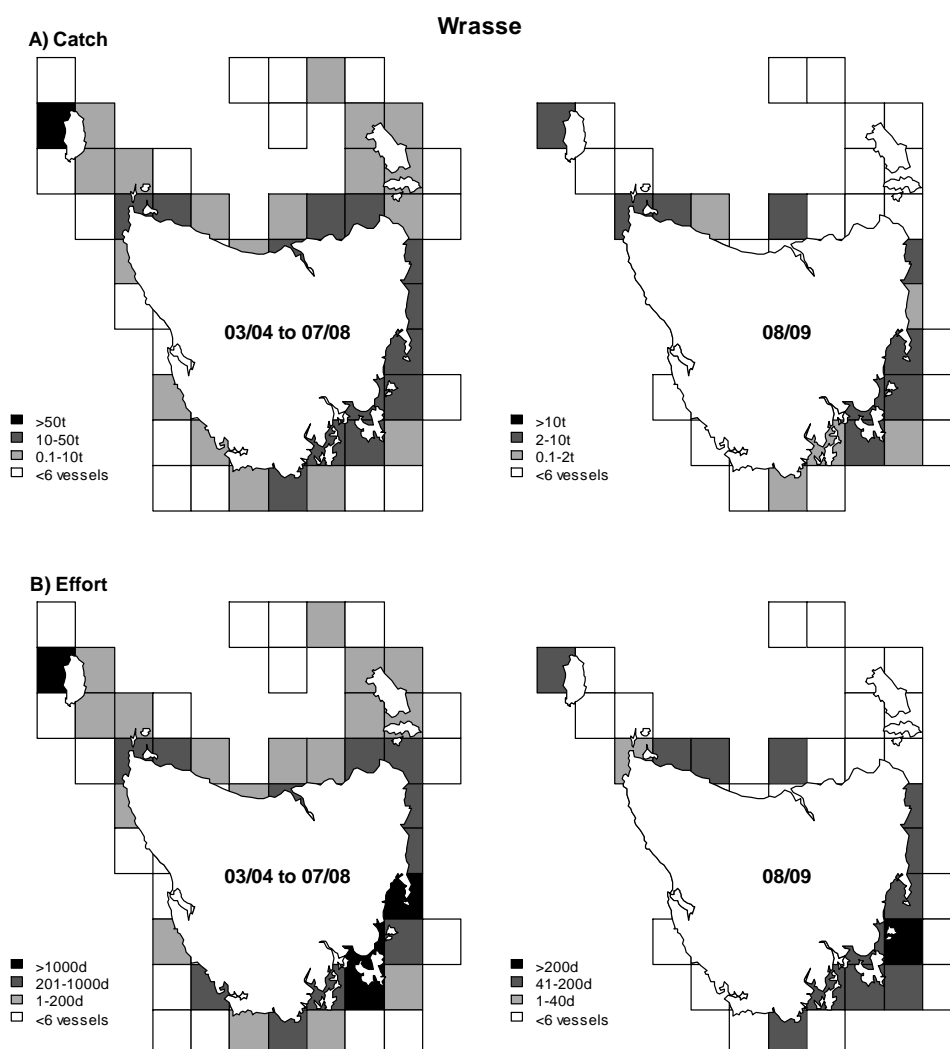 Wrasse
A) Catch
03/04 to 07/08
>50t
10-50t
0.1-10t
<6 vessels
08/09
>10t
2-10t
0.1-2t
<6 vessels
B) Effort
03/04 to 07/08
>1000d
201-1000d
1-200d
<6 vessels
08/09
>200d
41-200d
1-40d
<6 vessels